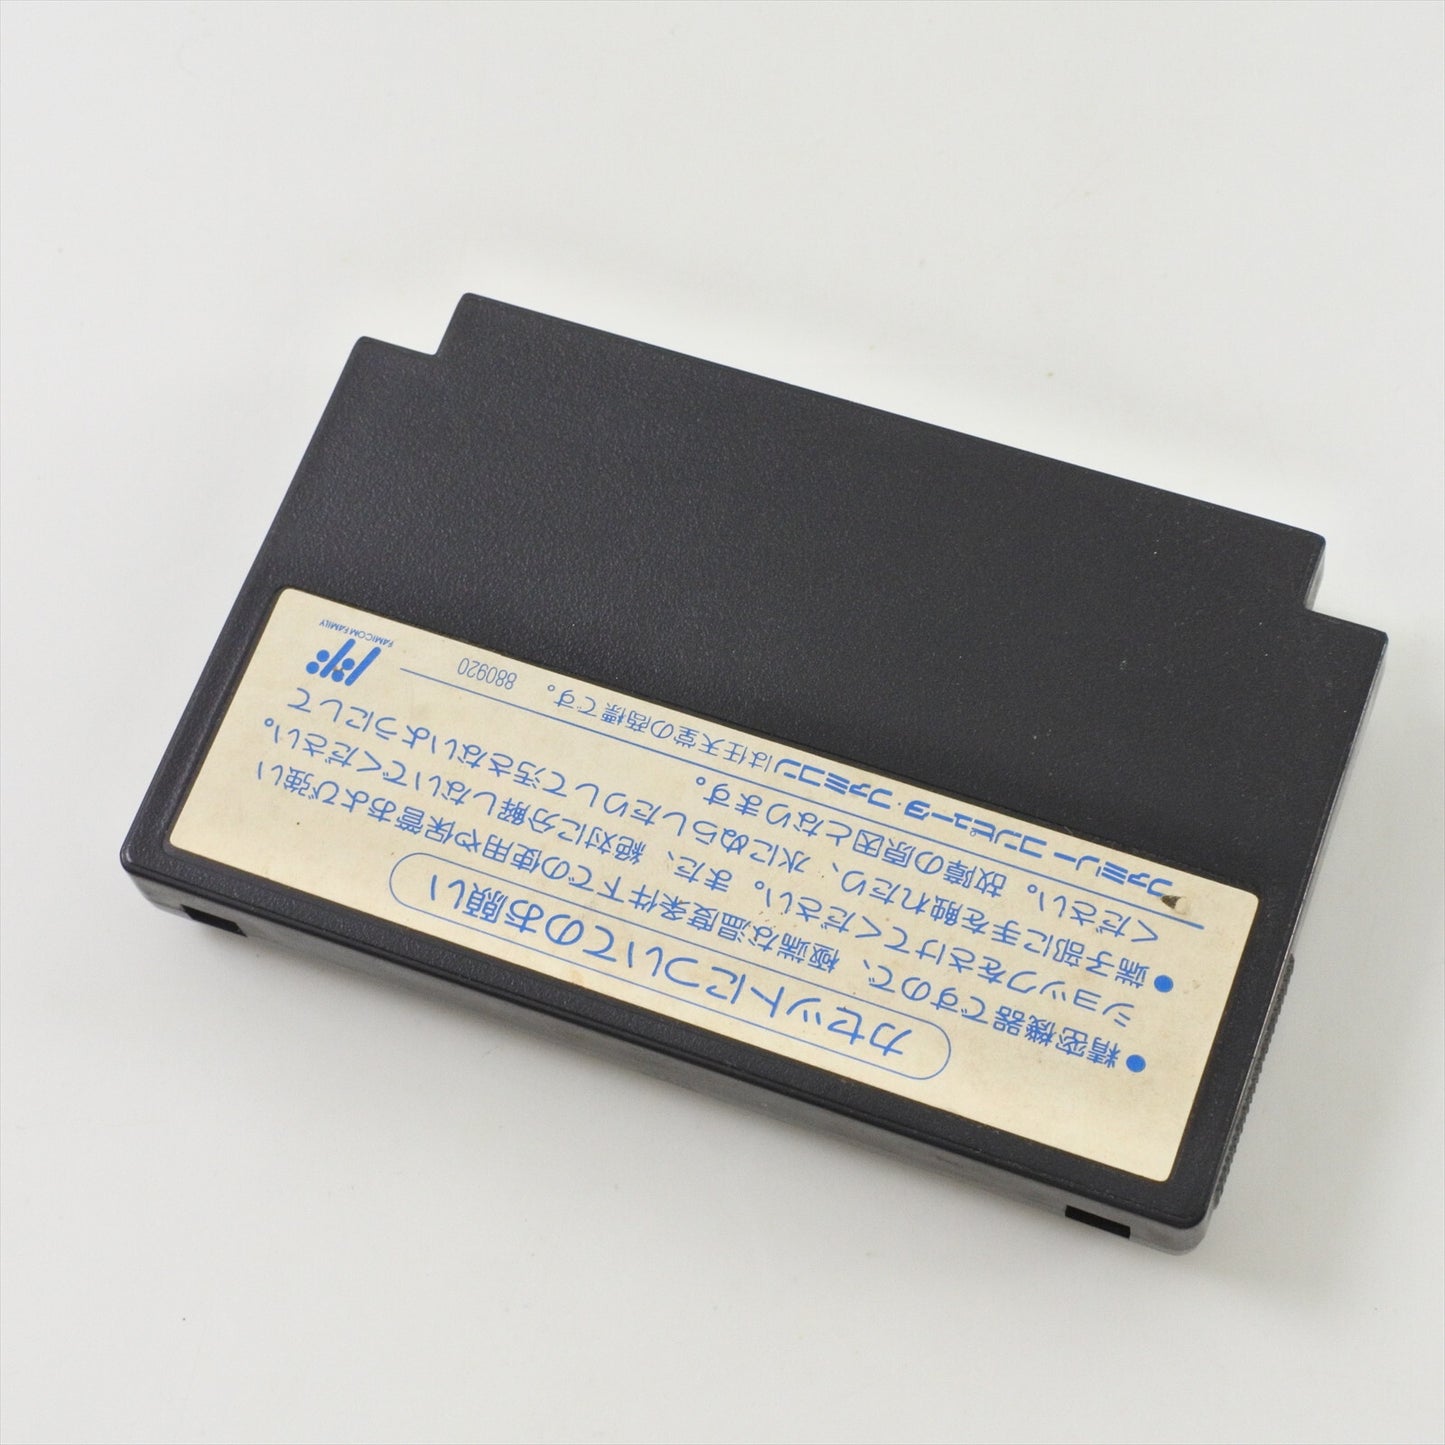 カセットについてのお願い
●精密機器ですので、極端な温度条件下での使用や保管および強い
ショックをさけてください。また、絶対に分解しないでください。
●端子部に手を触れたり、水にぬらしたりして汚さないようにして
ください。故障の原因となります。
ファミリーコンピュータ・ファミコンは任天堂の商標です。
880920
FAMICOM FAMILY